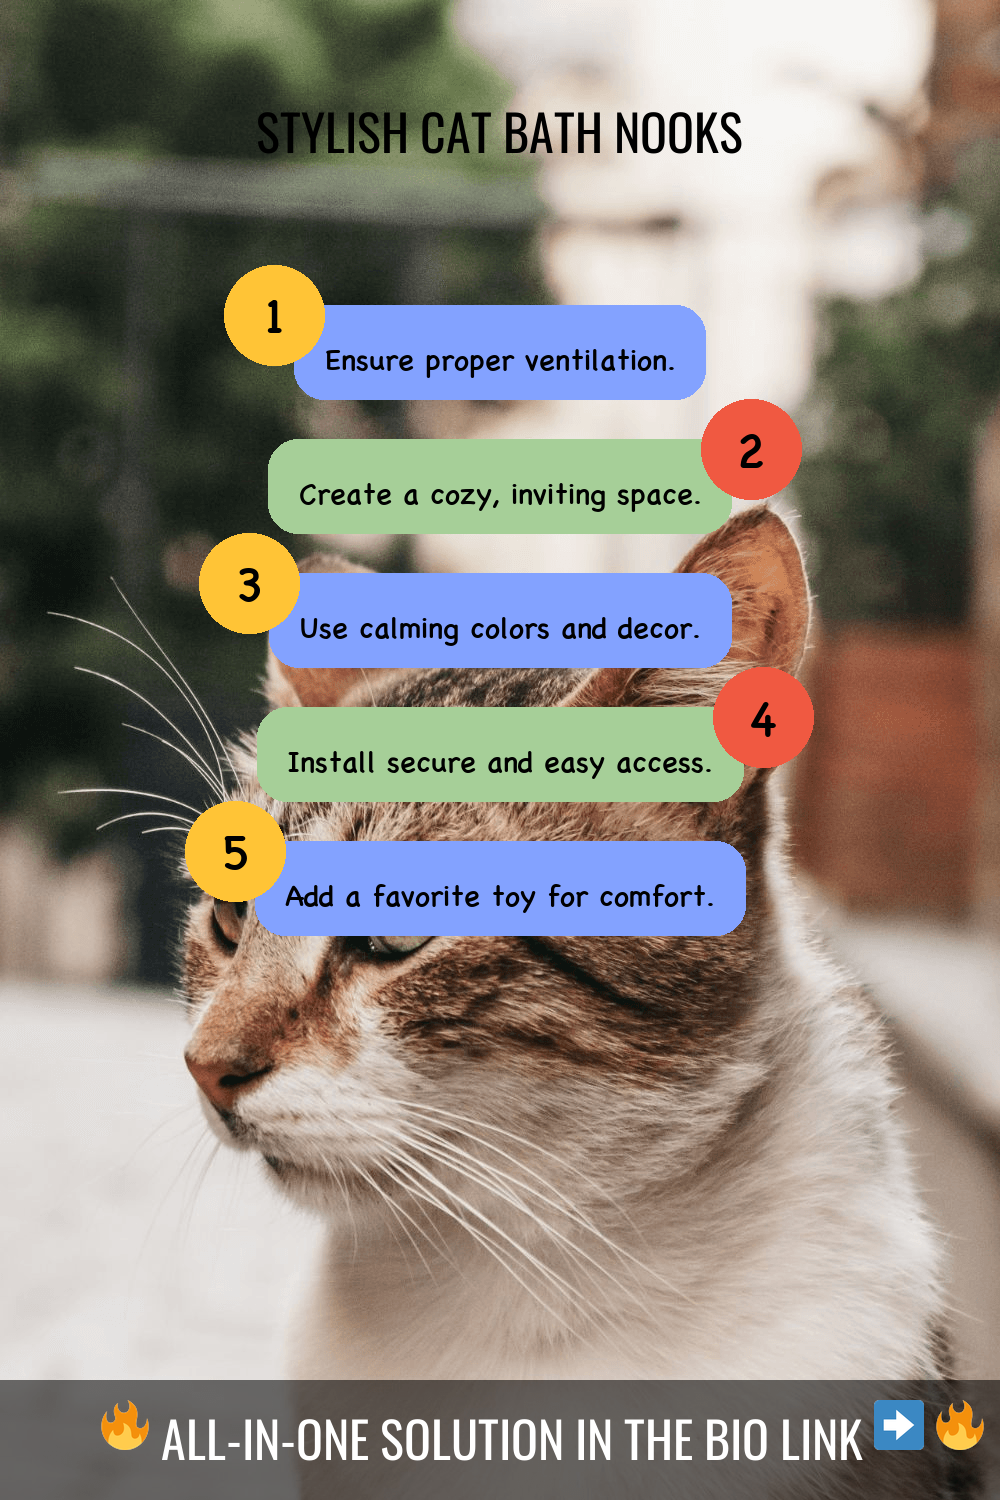 STYLISH CAT BATH NOOKS
1
Ensure proper ventilation.
2
Create a cozy, inviting space.
3
Use calming colors and decor.
4
Install secure and easy access.
5
Add a favorite toy for comfort.
🔥 ALL-IN-ONE SOLUTION IN THE BIO LINK ➡️ 🔥